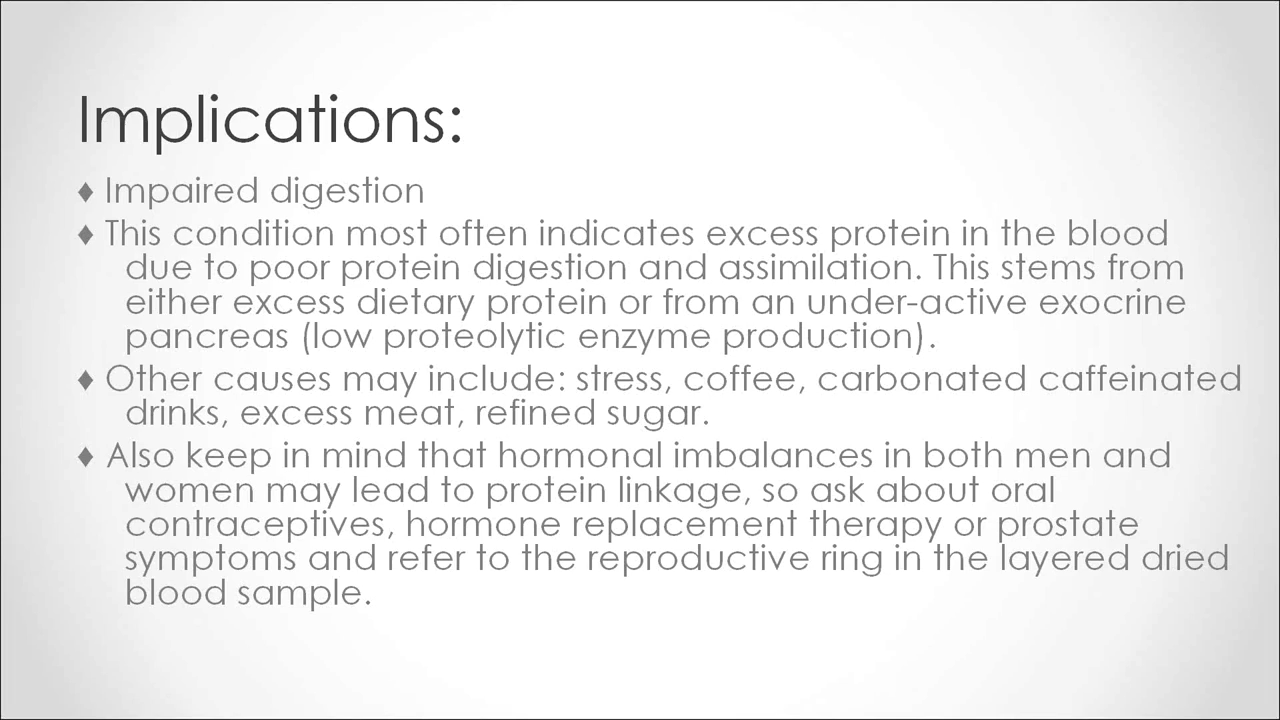 Implications:
♦ Impaired digestion
♦ This condition most often indicates excess protein in the blood
due to poor protein digestion and assimilation. This stems from
either excess dietary protein or from an under-active exocrine
pancreas (low proteolytic enzyme production).
♦ Other causes may include: stress, coffee, carbonated caffeinated
drinks, excess meat, refined sugar.
♦ Also keep in mind that hormonal imbalances in both men and
women may lead to protein linkage, so ask about oral
contraceptives, hormone replacement therapy or prostate
symptoms and refer to the reproductive ring in the layered dried
blood sample.